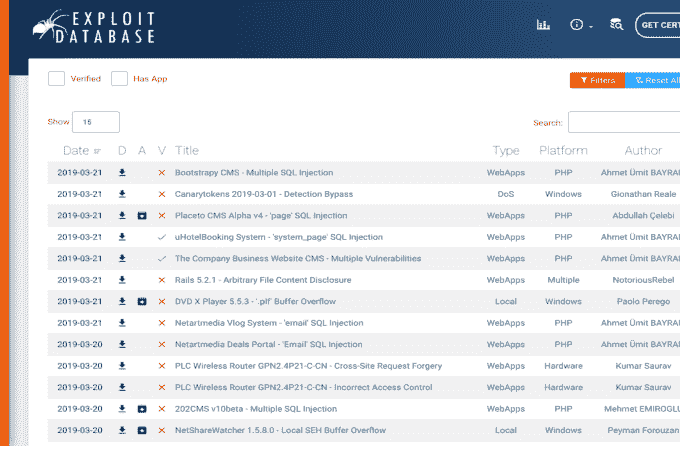 EXPLOIT
DATABASE
GET CERT
Verified Has App
Filters Reset All
Show 15 Search:
Date D A V Title Type Platform Author
2019-03-21 Bootstrapy CMS - Multiple SQL Injection WebApps PHP Ahmet Ümit BAYRAM
2019-03-21 Canarytokens 2019-03-01 - Detection Bypass DoS Windows Gionathan Reale
2019-03-21 Placeto CMS Alpha v4 - 'page' SQL Injection WebApps PHP Abdullah Çelebi
2019-03-21 uHotelBooking System - 'system_page' SQL Injection WebApps PHP Ahmet Ümit BAYRA
2019-03-21 The Company Business Website CMS - Multiple Vulnerabilities WebApps PHP Ahmet Ümit BAYRA
2019-03-21 Rails 5.2.1 - Arbitrary File Content Disclosure WebApps Multiple NotoriousRebel
2019-03-21 DVD X Player 5.5.3 - '.plf' Buffer Overflow Local Windows Paolo Perego
2019-03-21 Netartmedia Vlog System - 'email' SQL Injection WebApps PHP Ahmet Ümit BAYRA
2019-03-20 Netartmedia Deals Portal - 'Email' SQL Injection WebApps PHP Ahmet Ümit BAYRA
2019-03-20 PLC Wireless Router GPN2.4P21-C-CN - Cross-Site Request Forgery WebApps Hardware Kumar Saurav
2019-03-20 PLC Wireless Router GPN2.4P21-C-CN - Incorrect Access Control WebApps Hardware Kumar Saurav
2019-03-20 202CMS v10beta - Multiple SQL Injection WebApps PHP Mehmet EMIROGLU
2019-03-20 NetShareWatcher 1.5.8.0 - Local SEH Buffer Overflow Local Windows Peyman Forouzan